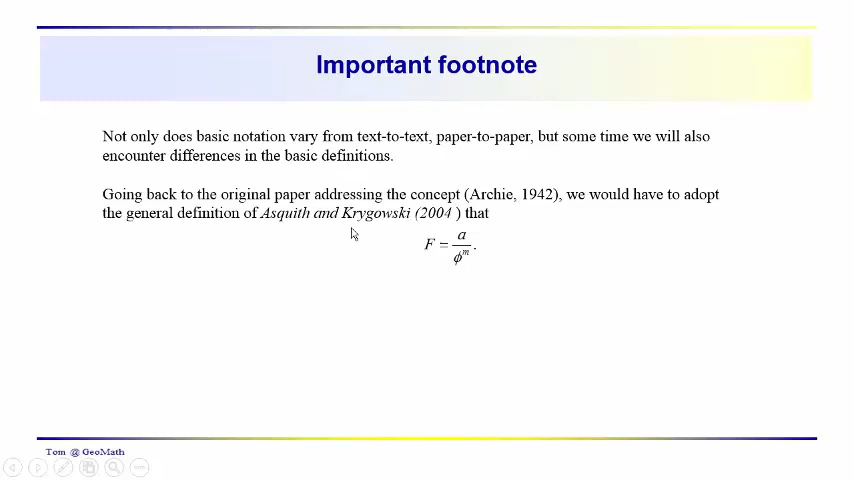 Important footnote
Not only does basic notation vary from text-to-text, paper-to-paper, but some time we will also
encounter differences in the basic definitions.
Going back to the original paper addressing the concept (Archie, 1942), we would have to adopt
the general definition of Asquith and Krygowski (2004 ) that
F = a/ϕ^m.
Tom @ GeoMath